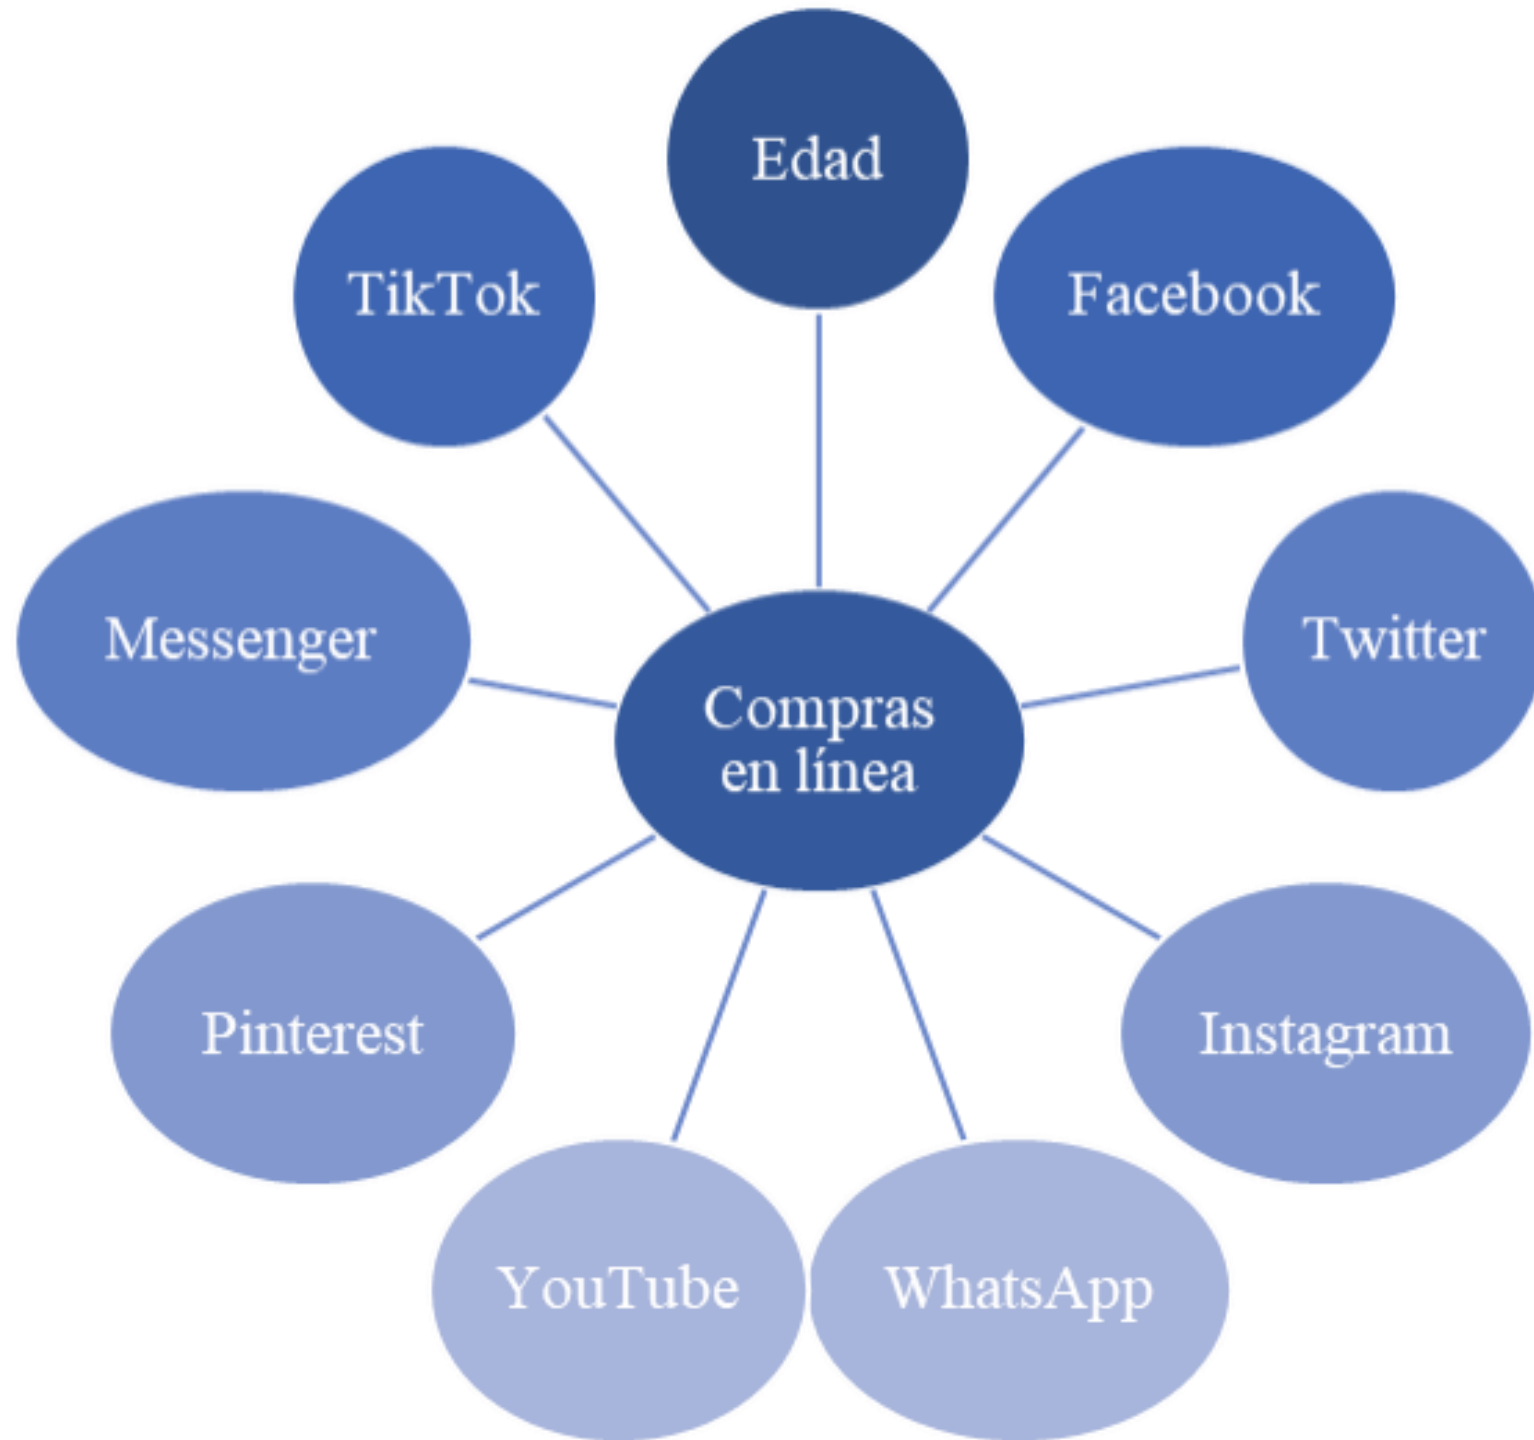 Edad
TikTok
Facebook
Messenger
Twitter
Compras
en línea
Pinterest
Instagram
YouTube
WhatsApp